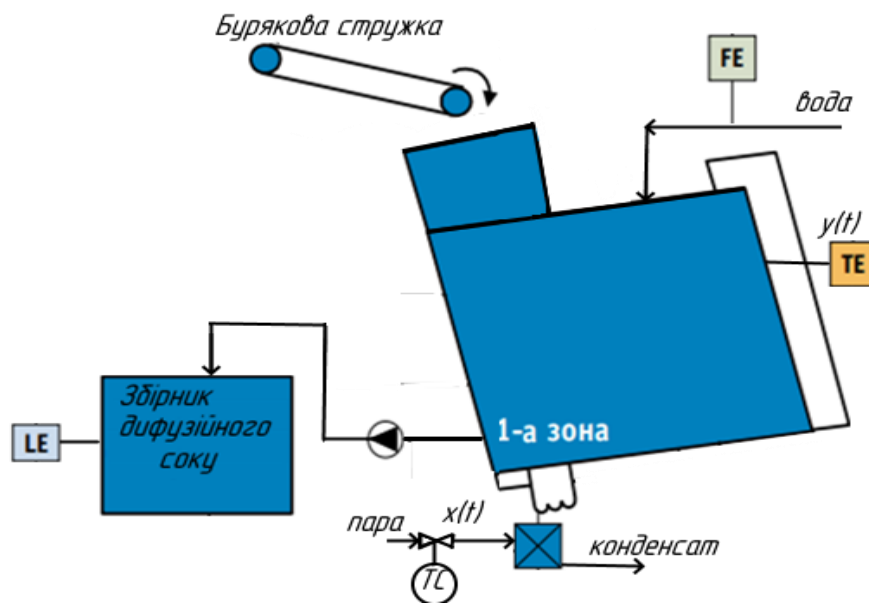 Бурякова стружка
FE
вода
y(t)
TE
Збірник
дифузійного
соку
LE
1-а зона
пара
x(t)
TC
конденсат